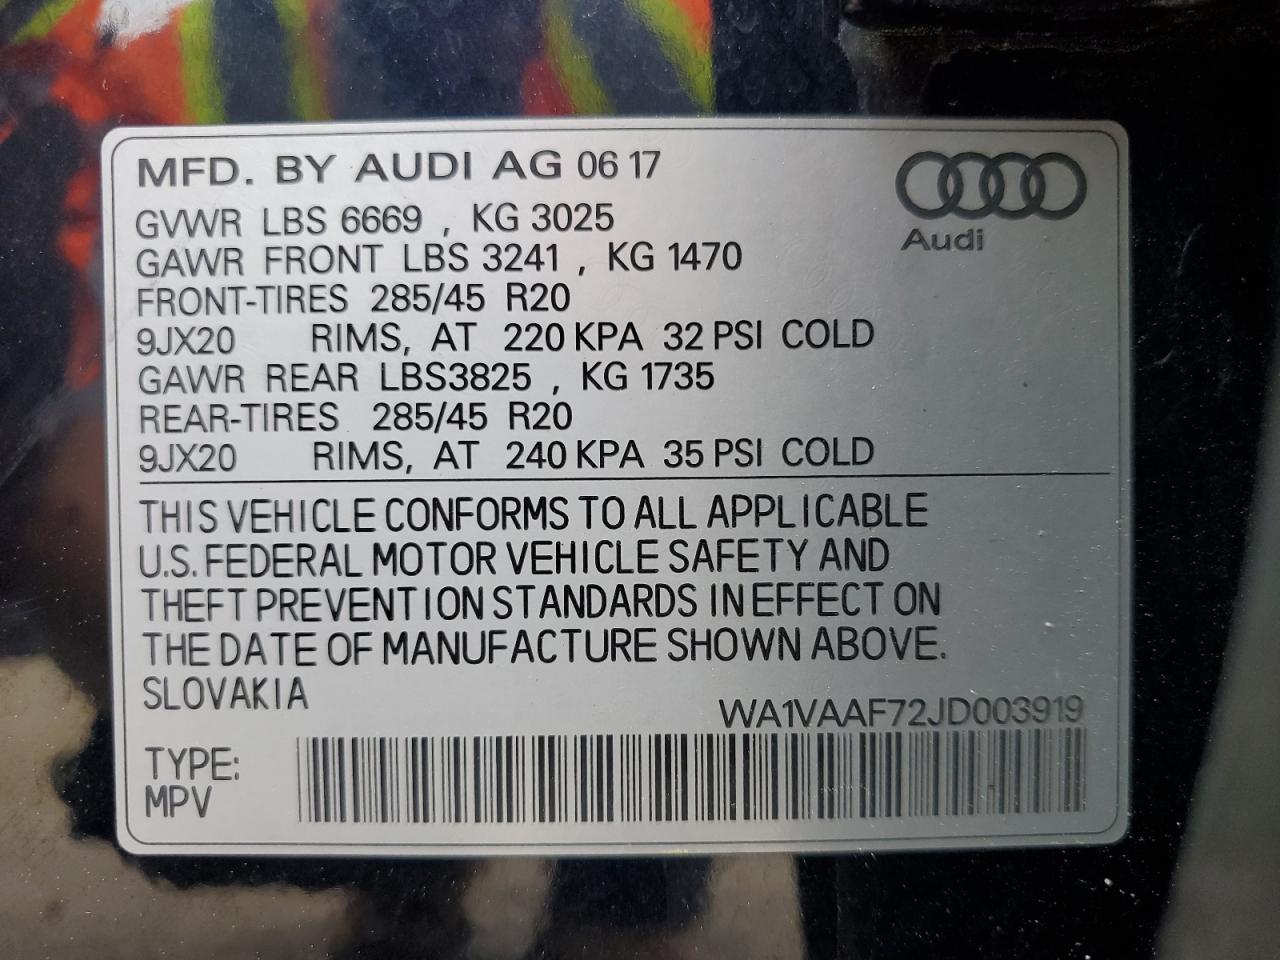 MFD. BY AUDI AG 06 17
Audi
GVWR LBS 6669 , KG 3025
GAWR FRONT LBS 3241 , KG 1470
FRONT-TIRES 285/45 R20
9JX20 RIMS, AT 220 KPA 32 PSI COLD
GAWR REAR LBS3825 , KG 1735
REAR-TIRES 285/45 R20
9JX20 RIMS, AT 240 KPA 35 PSI COLD
THIS VEHICLE CONFORMS TO ALL APPLICABLE
U.S. FEDERAL MOTOR VEHICLE SAFETY AND
THEFT PREVENTION STANDARDS IN EFFECT ON
THE DATE OF MANUFACTURE SHOWN ABOVE.
SLOVAKIA
WA1VAAF72JD003919
TYPE:
MPV